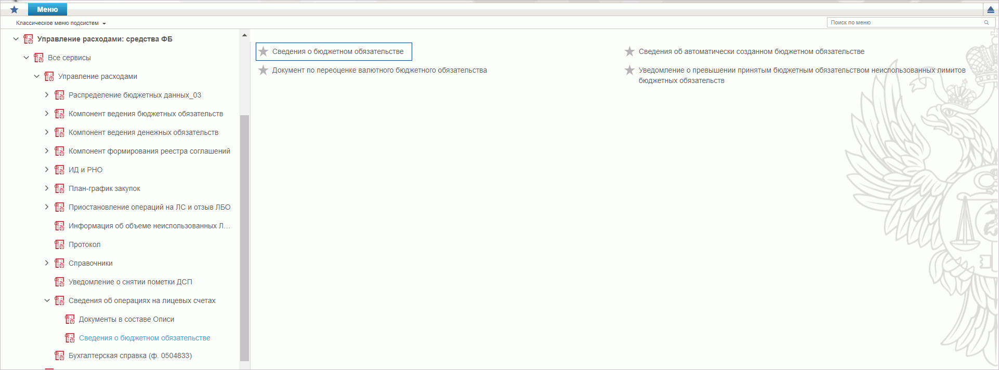 Меню
Классическое меню подсистем
Поиск по меню
Управление расходами: средства ФБ
Все сервисы
Управление расходами
Распределение бюджетных данных_03
Компонент ведения бюджетных обязательств
Компонент ведения денежных обязательств
Компонент формирования реестра соглашений
ИД и РНО
План-график закупок
Приостановление операций на ЛС и отзыв ЛБО
Информация об объеме неиспользованных Л...
Протокол
Справочники
Уведомление о снятии пометки ДСП
Сведения об операциях на лицевых счетах
Документы в составе Описи
Сведения о бюджетном обязательстве
Бухгалтерская справка (ф. 0504833)
Сведения о бюджетном обязательстве
Сведения об автоматически созданном бюджетном обязательстве
Документ по переоценке валютного бюджетного обязательства
Уведомление о превышении принятым бюджетным обязательством неиспользованных лимитов
бюджетных обязательств